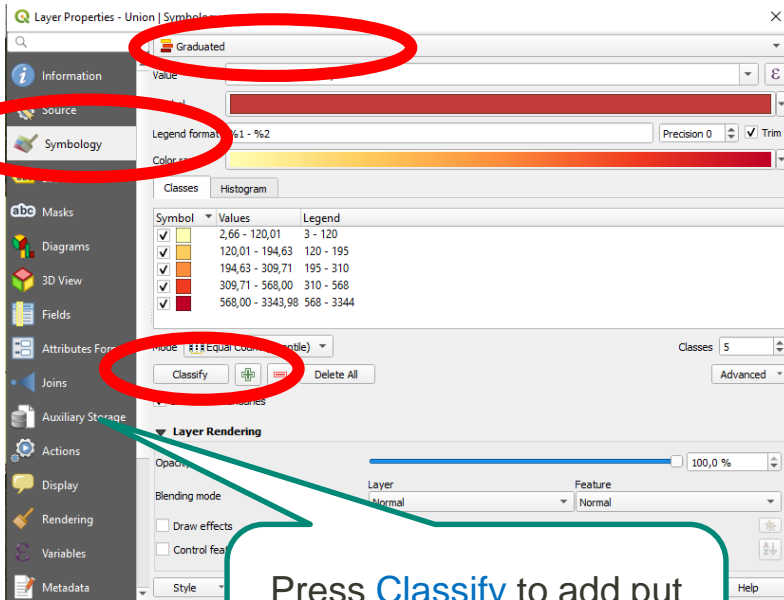 Layer Properties - Union | Symbology
Graduated
Information
Value
Source
Symbology
Legend format %1 - %2
Precision 0
Trim
Color
Classes
Histogram
Masks
Symbol Values Legend
2,66 - 120,01 3 - 120
120,01 - 194,63 120 - 195
194,63 - 309,71 195 - 310
309,71 - 568,00 310 - 568
568,00 - 3343,98 568 - 3344
Diagrams
3D View
Fields
Attributes Form
Mode Equal Count
Classes 5
Classify
Delete All
Advanced
Joins
Auxiliary Storage
Layer Rendering
Actions
Opacity
100,0 %
Display
Layer
Feature
Blending mode
Normal
Normal
Rendering
Draw effects
Variables
Control
Metadata
Style
Help
Press Classify to add put